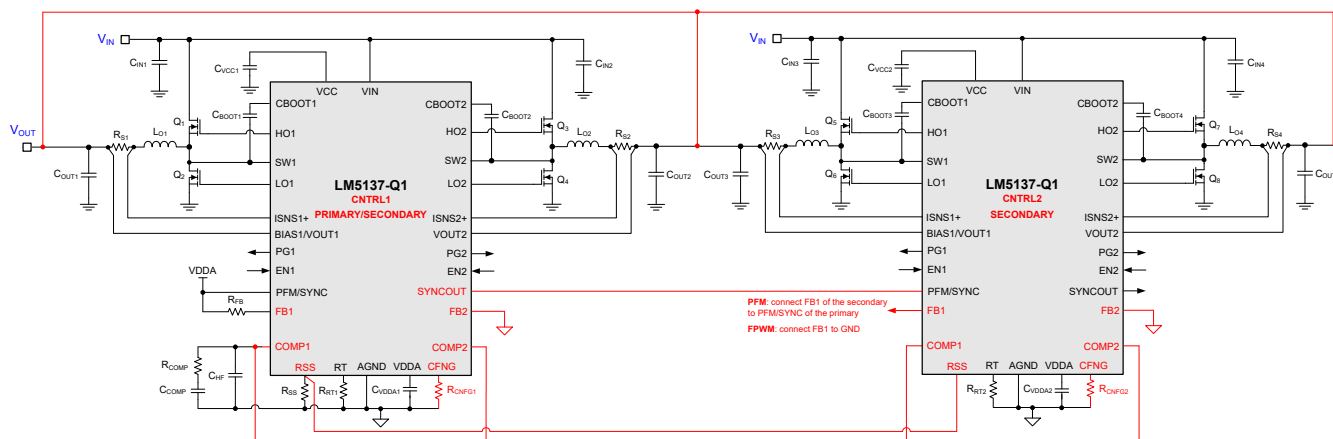 VIN
VIN
CIN1
CVCC1
CIN2
CIN3
CVCC2
CIN4
VCC
VIN
VCC
VIN
CBOOT1
CBOOT2
CBOOT1
CBOOT2
CBOOT1
CBOOT2
CBOOT3
CBOOT4
Q1
HO1
HO2
Q3
Q5
HO1
HO2
Q7
VOUT
RS1
LO1
LO2
RS2
RS3
LO3
LO4
RS4
SW1
SW2
SW1
SW2
COUT1
Q2
LO1
LO2
Q4
COUT2
COUT3
Q6
LO1
LO2
Q8
COUT
LM5137-Q1
CNTRL1
PRIMARY/SECONDARY
LM5137-Q1
CNTRL2
SECONDARY
ISNS1+
ISNS2+
ISNS1+
ISNS2+
BIAS1/VOUT1
VOUT2
BIAS1/VOUT1
VOUT2
PG1
PG2
PG1
PG2
EN1
EN2
EN1
EN2
VDDA
PFM/SYNC
SYNCOUT
PFM/SYNC
SYNCOUT
RFB
FB1
FB2
PFM: connect FB1 of the secondary
to PFM/SYNC of the primary
FPWM: connect FB1 to GND
FB1
FB2
COMP1
COMP2
COMP1
COMP2
RCOMP
CHF
CCOMP
RSS
RT
AGND
VDDA
CFNG
RSS
RT
AGND
VDDA
CFNG
RSS
RRT1
CVDDA1
RCNFG1
RRT2
CVDDA2
RCNFG2